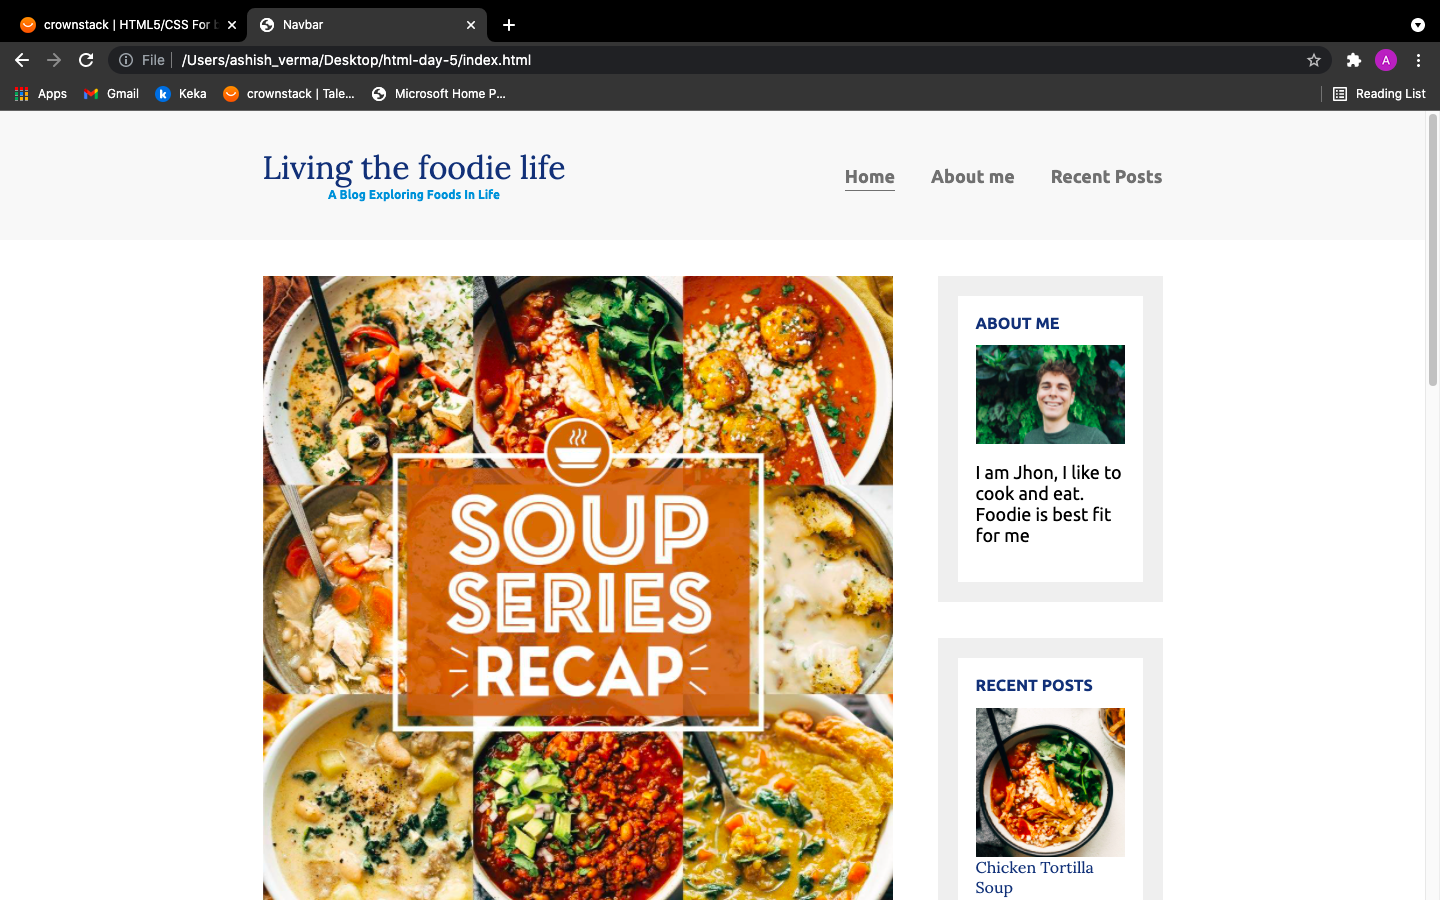 crownstack | HTML5/CSS For b
Navbar
File
/Users/ashish_verma/Desktop/html-day-5/index.html
A
Apps
Gmail
k
Keka
crownstack | Tale...
Microsoft Home P...
Reading List
Living the foodie life
A Blog Exploring Foods In Life
Home
About me
Recent Posts
SOUP
SERIES
RECAP
ABOUT ME
I am Jhon, I like to
cook and eat.
Foodie is best fit
for me
RECENT POSTS
Chicken Tortilla
Soup